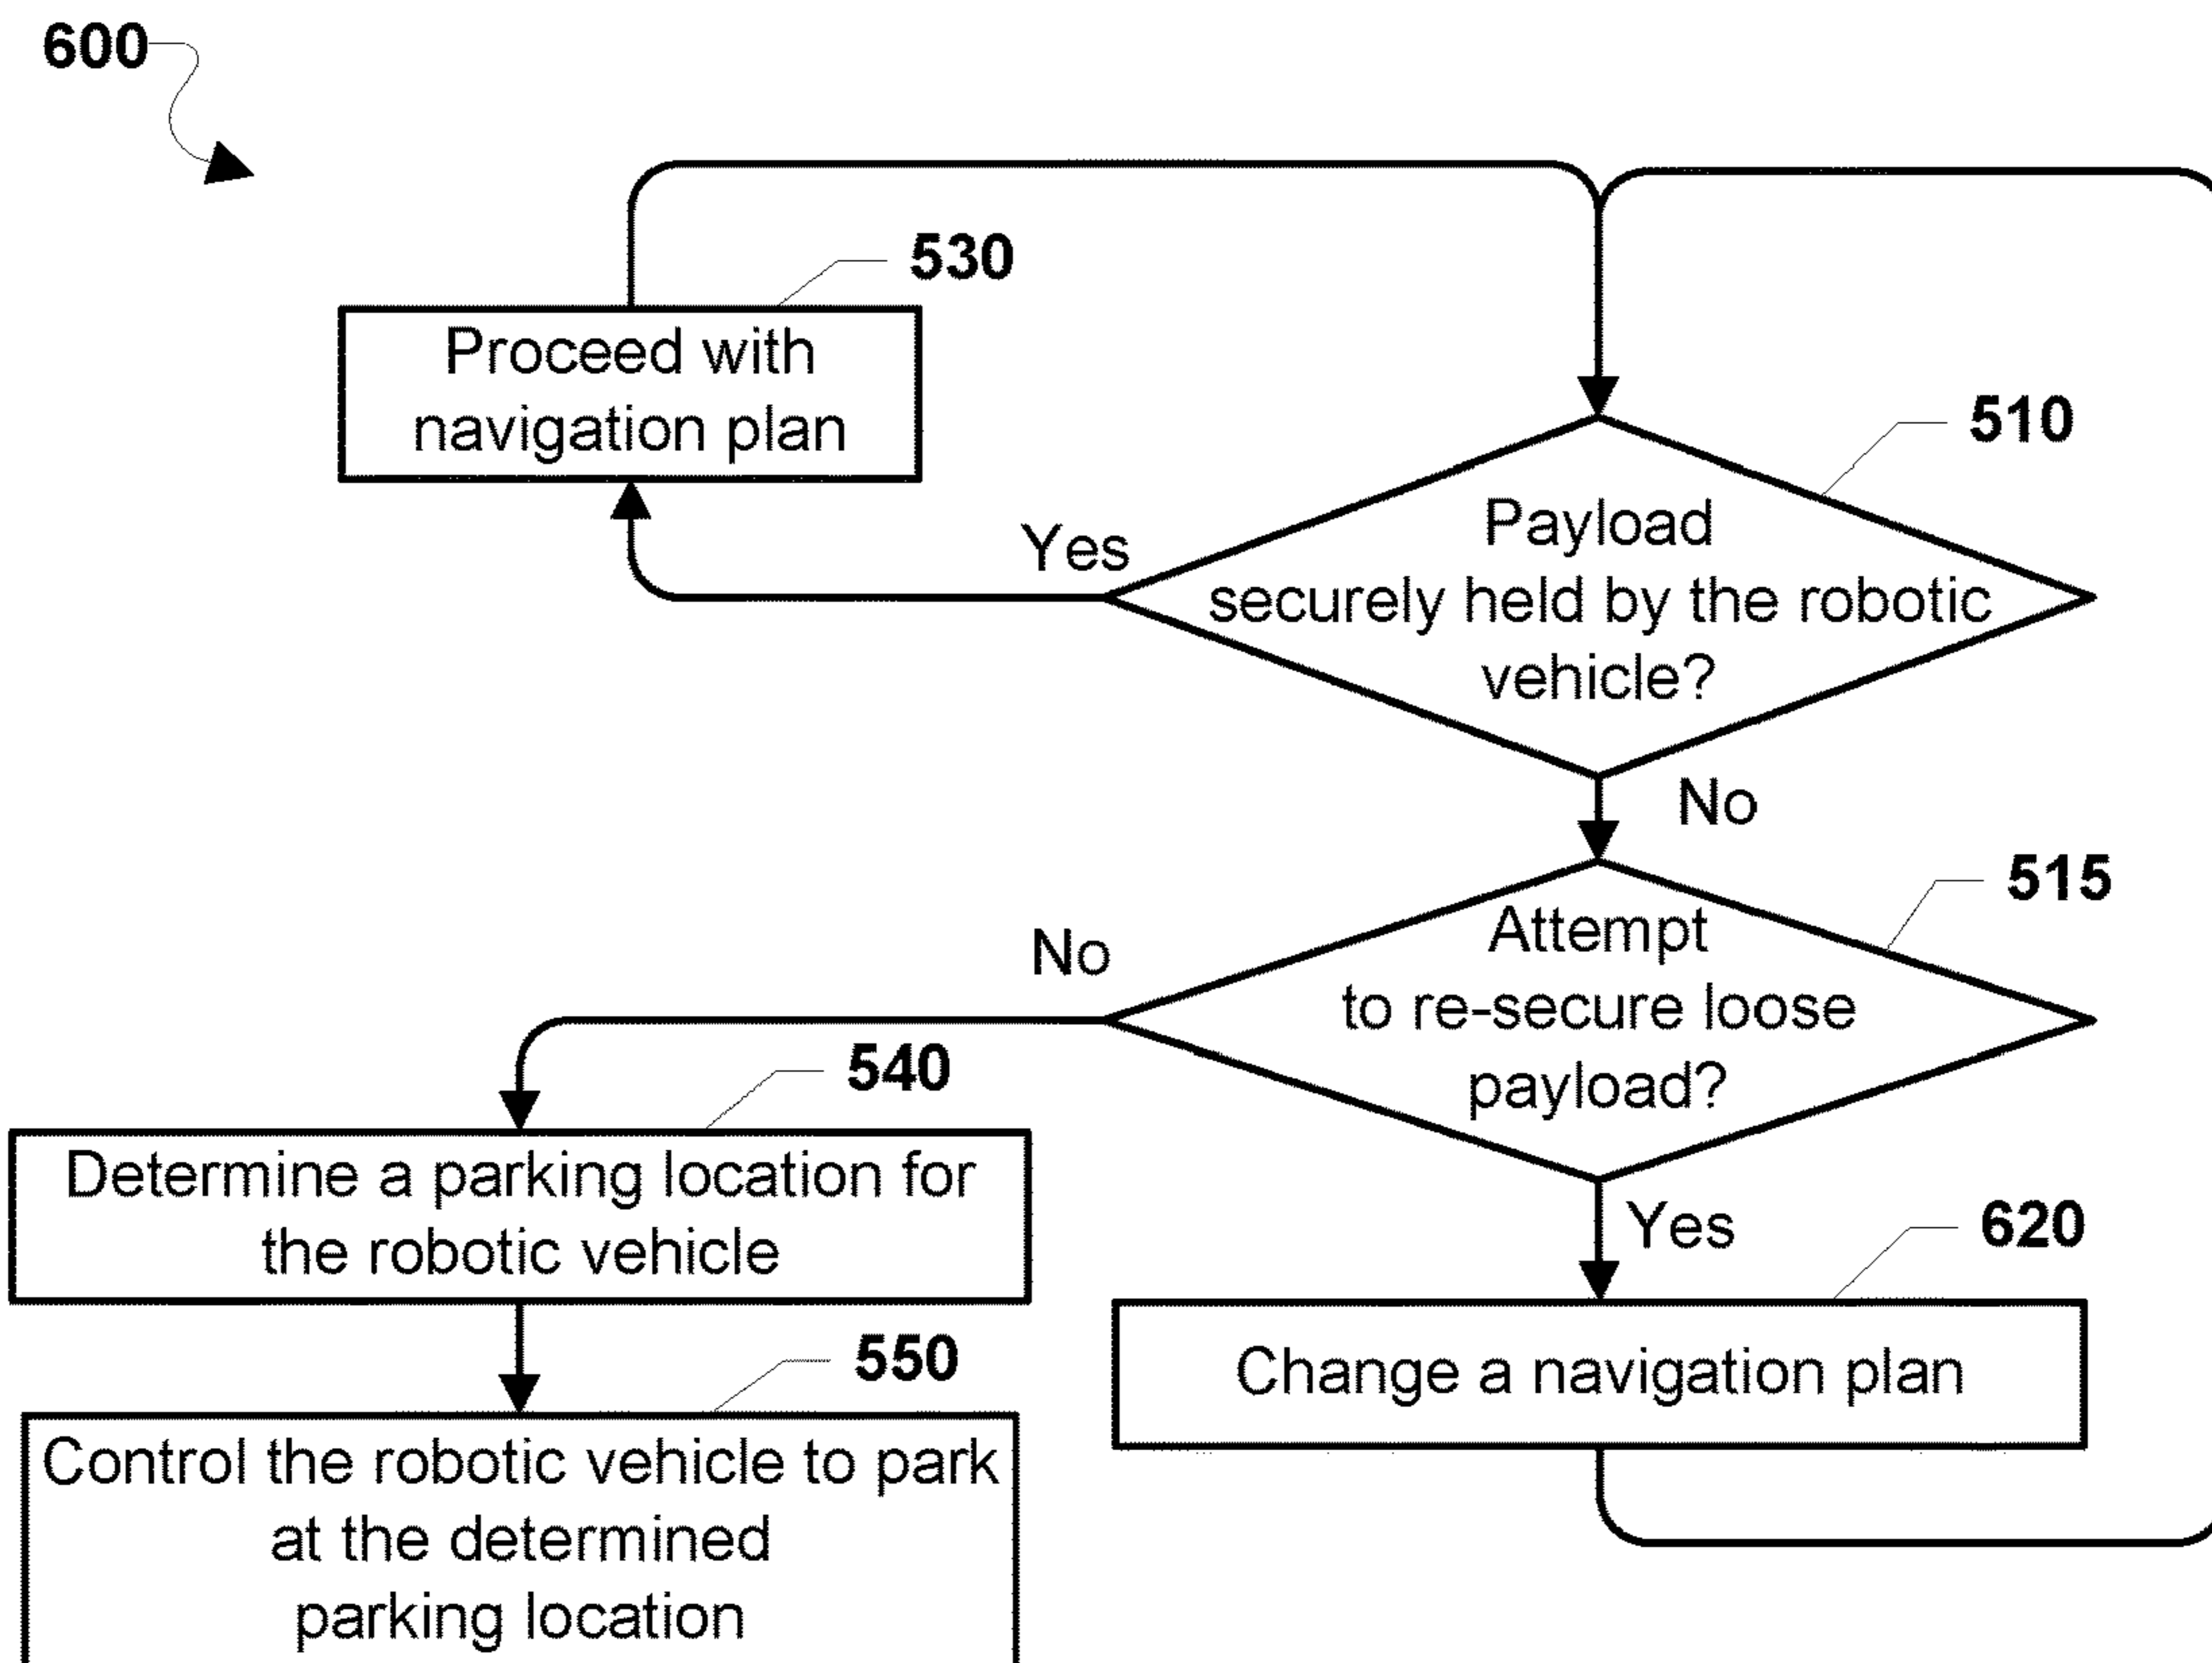 600
530
Proceed with
navigation plan
510
Payload
securely held by the robotic
vehicle?
Yes
No
515
Attempt
to re-secure loose
payload?
No
Yes
540
Determine a parking location for
the robotic vehicle
620
Change a navigation plan
550
Control the robotic vehicle to park
at the determined
parking location